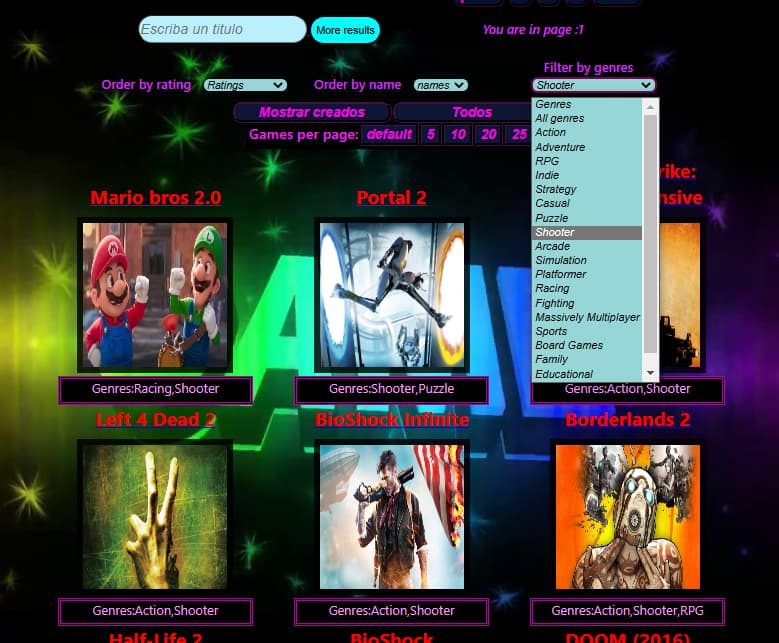 Escriba un titulo
More results
You are in page :1
Filter by genres
Order by rating
Ratings
Order by name
names
Shooter
Mostrar creados
Todos
Games per page:
default
5
10
20
25
Genres
All genres
Action
Adventure
RPG
Indie
Strategy
Casual
Puzzle
Shooter
Arcade
Simulation
Platformer
Racing
Fighting
Massively Multiplayer
Sports
Board Games
Family
Educational
Mario bros 2.0
Portal 2
rike:
nsive
Genres:Racing,Shooter
Genres:Shooter,Puzzle
Genres:Action,Shooter
Left 4 Dead 2
BioShock Infinite
Borderlands 2
Genres:Action,Shooter
Genres:Action,Shooter
Genres:Action,Shooter,RPG
Half-Life 2
BioShock
DOOM (2016)